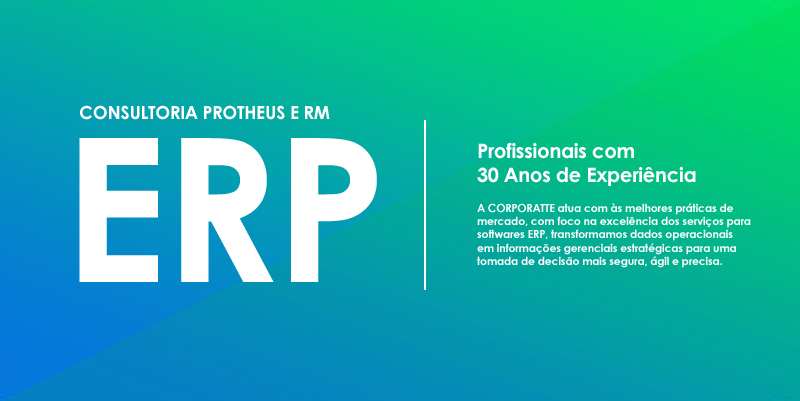 CONSULTORIA PROTHEUS E RM
ERP
Profissionais com
30 Anos de Experiência
A CORPORATTE atua com às melhores práticas de
mercado, com foco na excelência dos serviços para
softwares ERP, transformamos dados operacionais
em informações gerenciais estratégicas para uma
tomada de decisão mais segura, ágil e precisa.